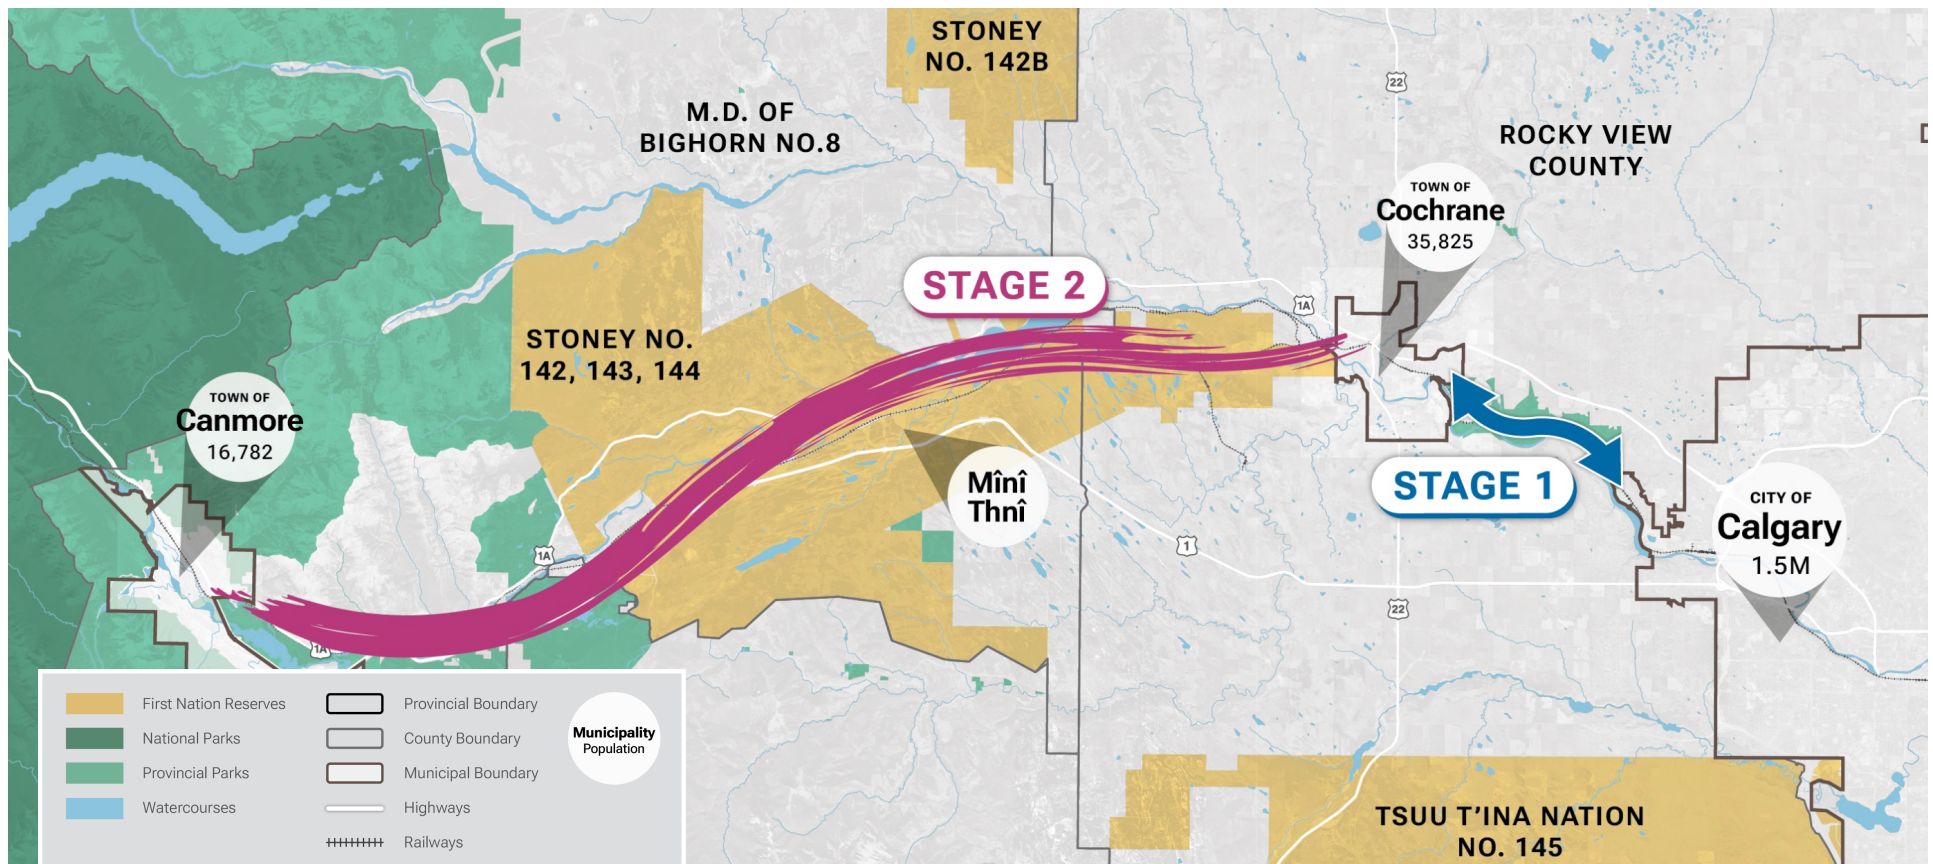 STONEY
NO. 142B
M.D. OF
BIGHORN NO.8
22
ROCKY VIEW
COUNTY
TOWN OF
Cochrane
35,825
STAGE 2
1A
STONEY NO.
142, 143, 144
TOWN OF
Canmore
16,782
Mînî
Thnî
STAGE 1
CITY OF
Calgary
1.5M
1A
1
22
1A
First Nation Reserves
National Parks
Provincial Parks
Watercourses
Provincial Boundary
County Boundary
Municipal Boundary
Highways
Railways
Municipality
Population
TSUU T’INA NATION
NO. 145